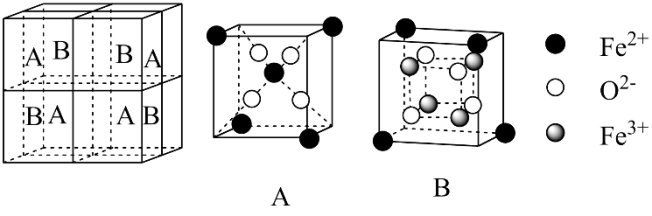 A B B A
B A A B
A
B
Fe²⁺
O²⁻
Fe³⁺